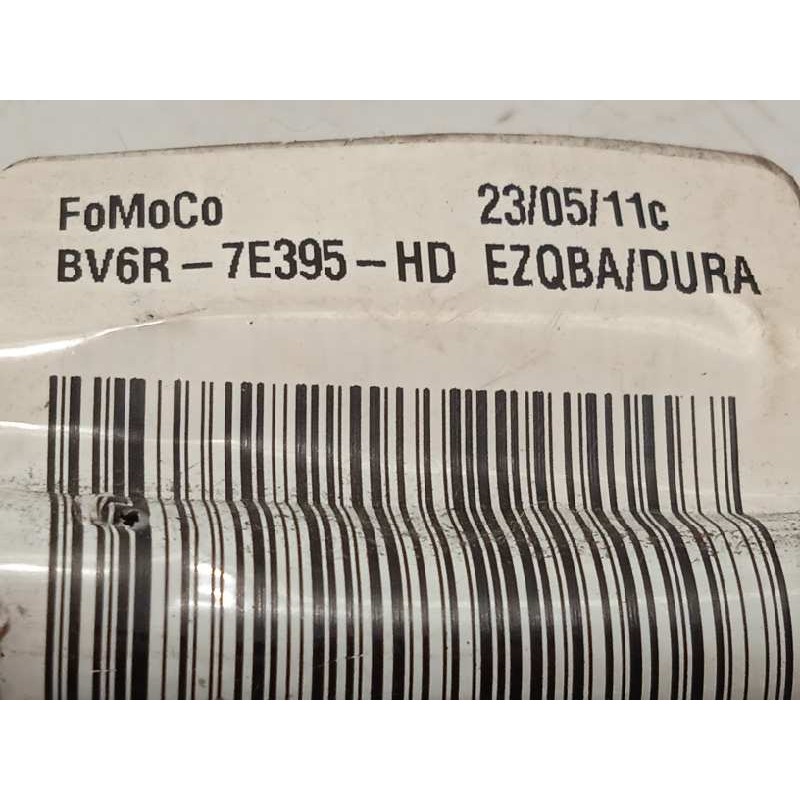 FoMoCo 23/05/11c
BV6R-7E395-HD EZQBA/DURA